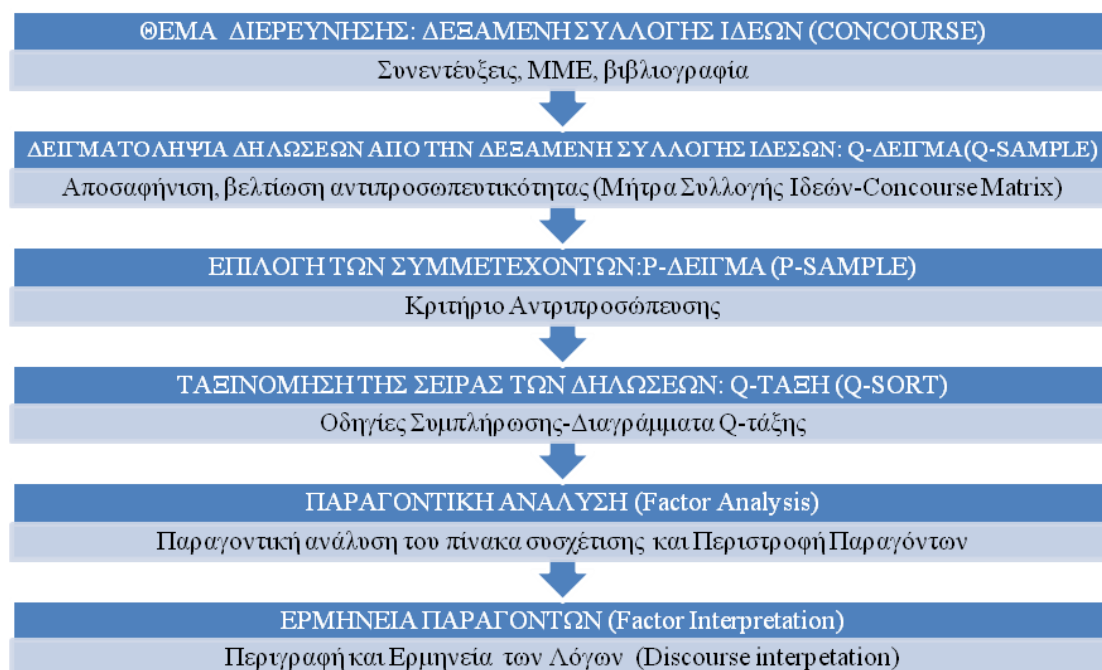 ΘΕΜΑ ΔΙΕΡΕΥΝΗΣΗΣ: ΔΕΞΑΜΕΝΗ ΣΥΛΛΟΓΗΣ ΙΔΕΩΝ (CONCOURSE)
Συνεντέυξεις, ΜΜΕ, βιβλιογραφία
ΔΕΙΓΜΑΤΟΛΗΨΙΑ ΔΗΛΩΣΕΩΝ ΑΠΟ ΤΗΝ ΔΕΞΑΜΕΝΗ ΣΥΛΛΟΓΗΣ ΙΔΕΣΩΝ: Q-ΔΕΙΓΜΑ(Q-SAMPLE)
Αποσαφήνιση, βελτίωση αντιπροσωπευτικότητας (Μήτρα Συλλογής Ιδεών-Concourse Matrix)
ΕΠΙΛΟΓΗ ΤΩΝ ΣΥΜΜΕΤΕΧΟΝΤΩΝ:P-ΔΕΙΓΜΑ (P-SAMPLE)
Κριτήριο Αντριπροσώπευσης
ΤΑΞΙΝΟΜΗΣΗ ΤΗΣ ΣΕΙΡΑΣ ΤΩΝ ΔΗΛΩΣΕΩΝ: Q-ΤΑΞΗ (Q-SORT)
Οδηγίες Συμπλήρωσης-Διαγράμματα Q-τάξης
ΠΑΡΑΓΟΝΤΙΚΗ ΑΝΑΛΥΣΗ (Factor Analysis)
Παραγοντική ανάλυση του πίνακα συσχέτισης και Περιστροφή Παραγόντων
ΕΡΜΗΝΕΙΑ ΠΑΡΑΓΟΝΤΩΝ (Factor Interpretation)
Περιγραφή και Ερμηνεία των Λόγων (Discourse interpetation)